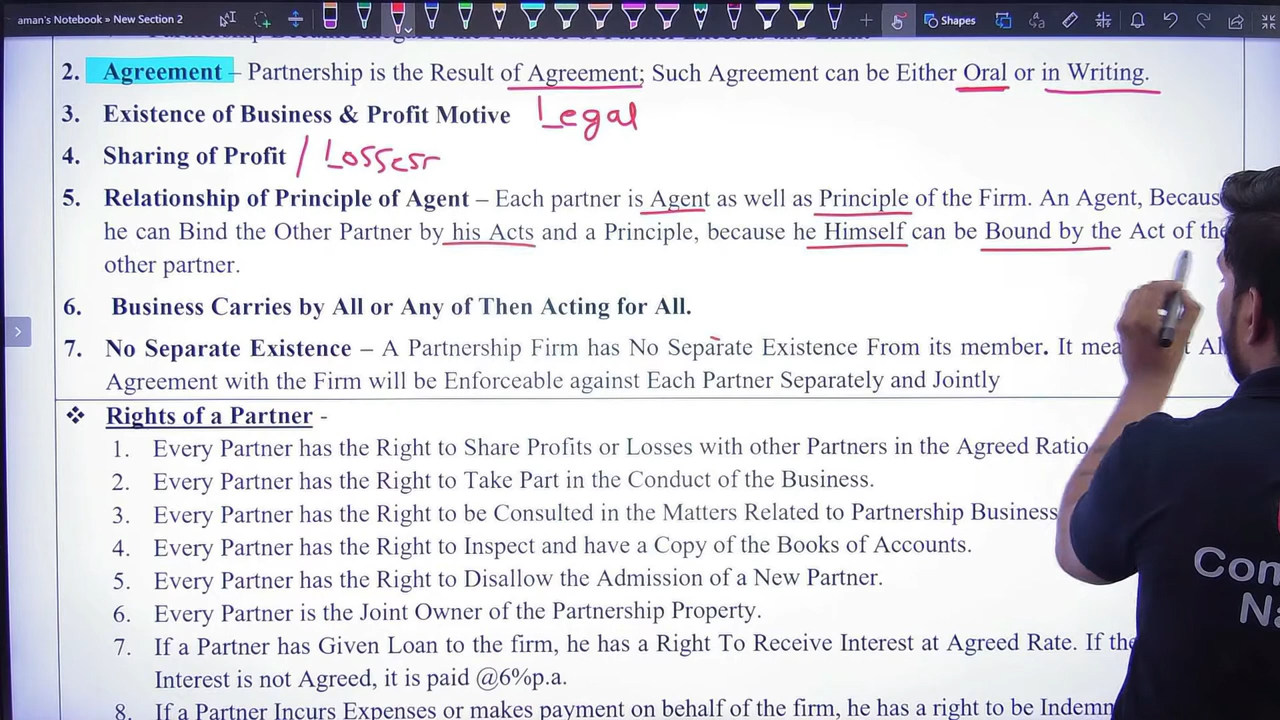 aman's Notebook » New Section 2
Shapes
2. Agreement – Partnership is the Result of Agreement; Such Agreement can be Either Oral or in Writing.
3. Existence of Business & Profit Motive Legal
4. Sharing of Profit / Losses
5. Relationship of Principle of Agent – Each partner is Agent as well as Principle of the Firm. An Agent, Becaus
he can Bind the Other Partner by his Acts and a Principle, because he Himself can be Bound by the Act of the
other partner.
6. Business Carries by All or Any of Then Acting for All.
7. No Separate Existence – A Partnership Firm has No Separate Existence From its member. It mea t Al
Agreement with the Firm will be Enforceable against Each Partner Separately and Jointly
❖ Rights of a Partner -
1. Every Partner has the Right to Share Profits or Losses with other Partners in the Agreed Ratio
2. Every Partner has the Right to Take Part in the Conduct of the Business.
3. Every Partner has the Right to be Consulted in the Matters Related to Partnership Business
4. Every Partner has the Right to Inspect and have a Copy of the Books of Accounts.
5. Every Partner has the Right to Disallow the Admission of a New Partner.
6. Every Partner is the Joint Owner of the Partnership Property.
7. If a Partner has Given Loan to the firm, he has a Right To Receive Interest at Agreed Rate. If the
Interest is not Agreed, it is paid @6%p.a.
8. If a Partner Incurs Expenses or makes payment on behalf of the firm, he has a right to be Indemn
Com
Na